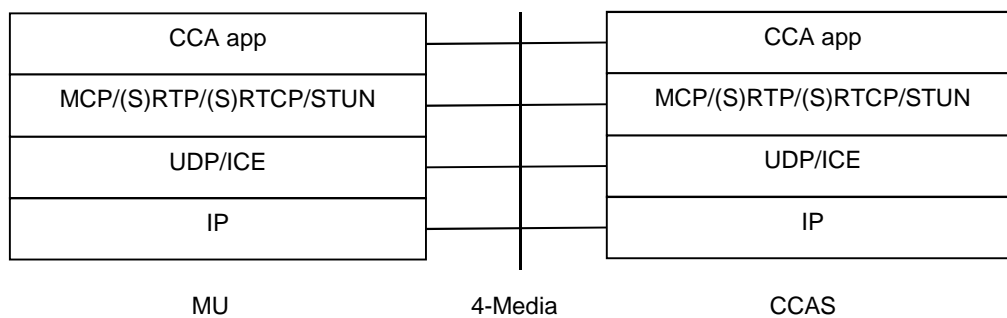 CCA app CCA app
MCP/(S)RTP/(S)RTCP/STUN MCP/(S)RTP/(S)RTCP/STUN
UDP/ICE UDP/ICE
IP IP
MU 4-Media CCAS